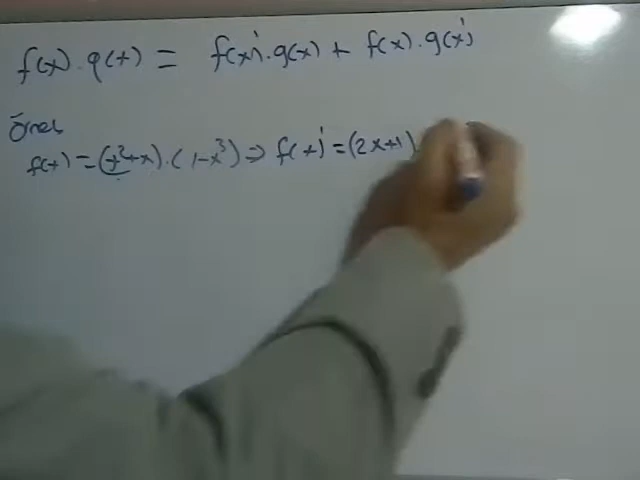 f(x).g(x) = f(x)'.g(x) + f(x).g(x)'
Örnek
f(x) = (x²+x).(1-x³) ⇒ f(x)' = (2x+1)